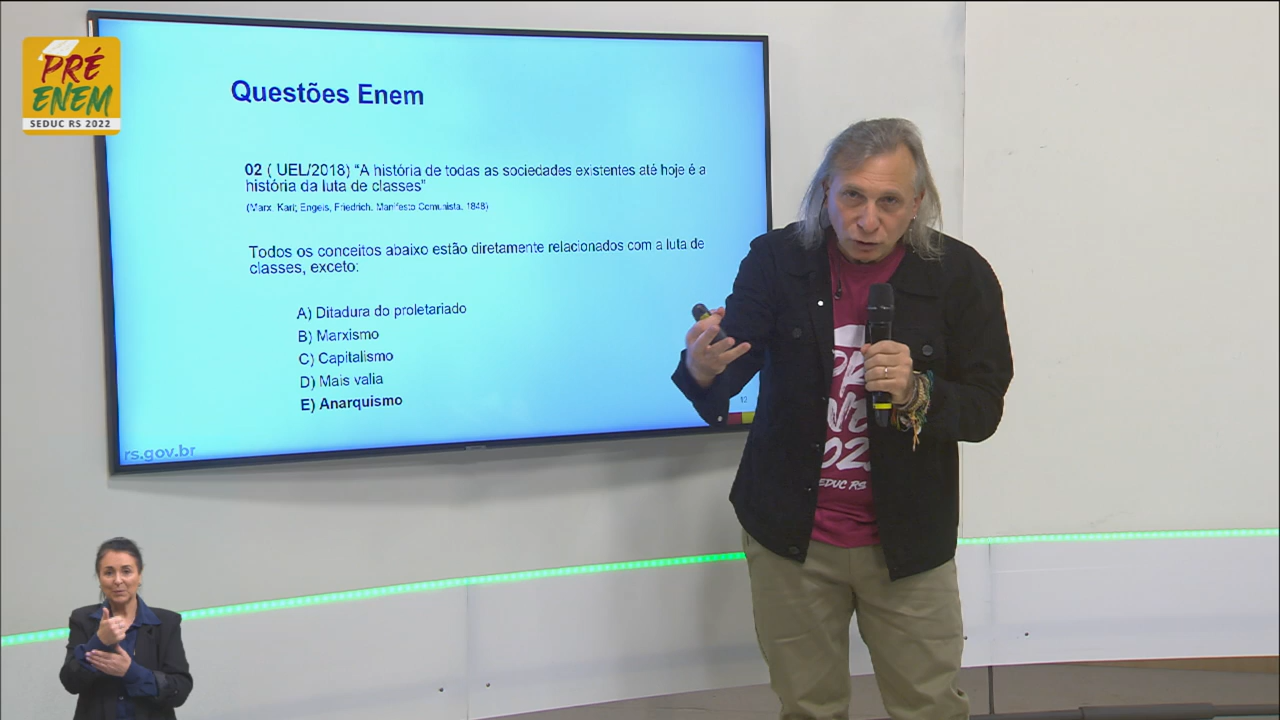 PRÉ
ENEM
SEDUC RS 2022
Questões Enem
02 ( UEL/2018) “A história de todas as sociedades existentes até hoje é a
história da luta de classes”
(Marx, Karl; Engels, Friedrich. Manifesto Comunista. 1848)
Todos os conceitos abaixo estão diretamente relacionados com a luta de
classes, exceto:
A) Ditadura do proletariado
B) Marxismo
C) Capitalismo
D) Mais valia
E) Anarquismo
rs.gov.br
EDUC RS